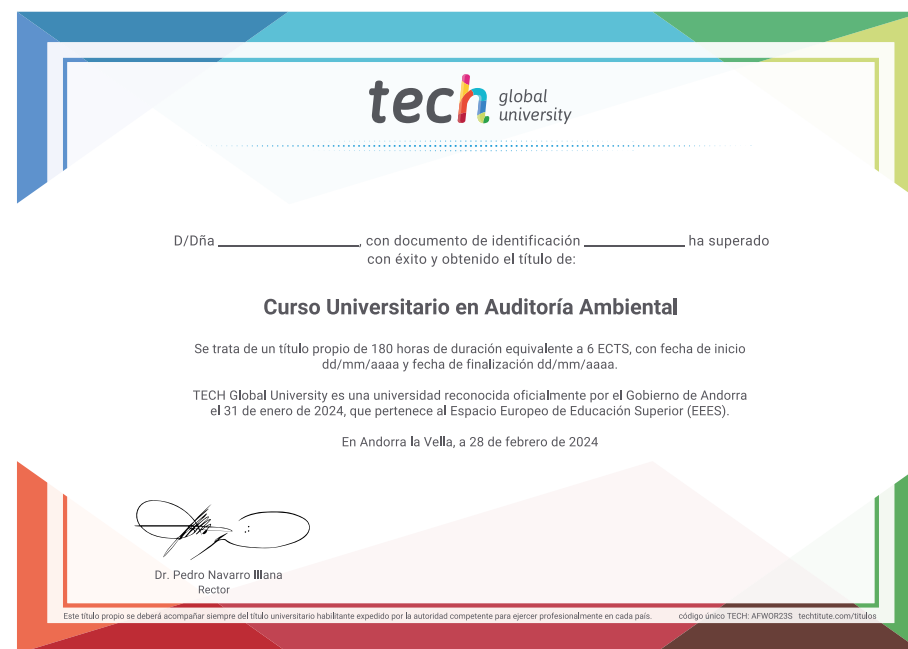 tech global university
D/Dña ____________________, con documento de identificación ______________ ha superado
con éxito y obtenido el título de:
Curso Universitario en Auditoría Ambiental
Se trata de un título propio de 180 horas de duración equivalente a 6 ECTS, con fecha de inicio
dd/mm/aaaa y fecha de finalización dd/mm/aaaa.
TECH Global University es una universidad reconocida oficialmente por el Gobierno de Andorra
el 31 de enero de 2024, que pertenece al Espacio Europeo de Educación Superior (EEES).
En Andorra la Vella, a 28 de febrero de 2024
Dr. Pedro Navarro Illana
Rector
Este título propio se deberá acompañar siempre del título universitario habilitante expedido por la autoridad competente para ejercer profesionalmente en cada país. código único TECH: AFWOR23S techtitute.com/titulos